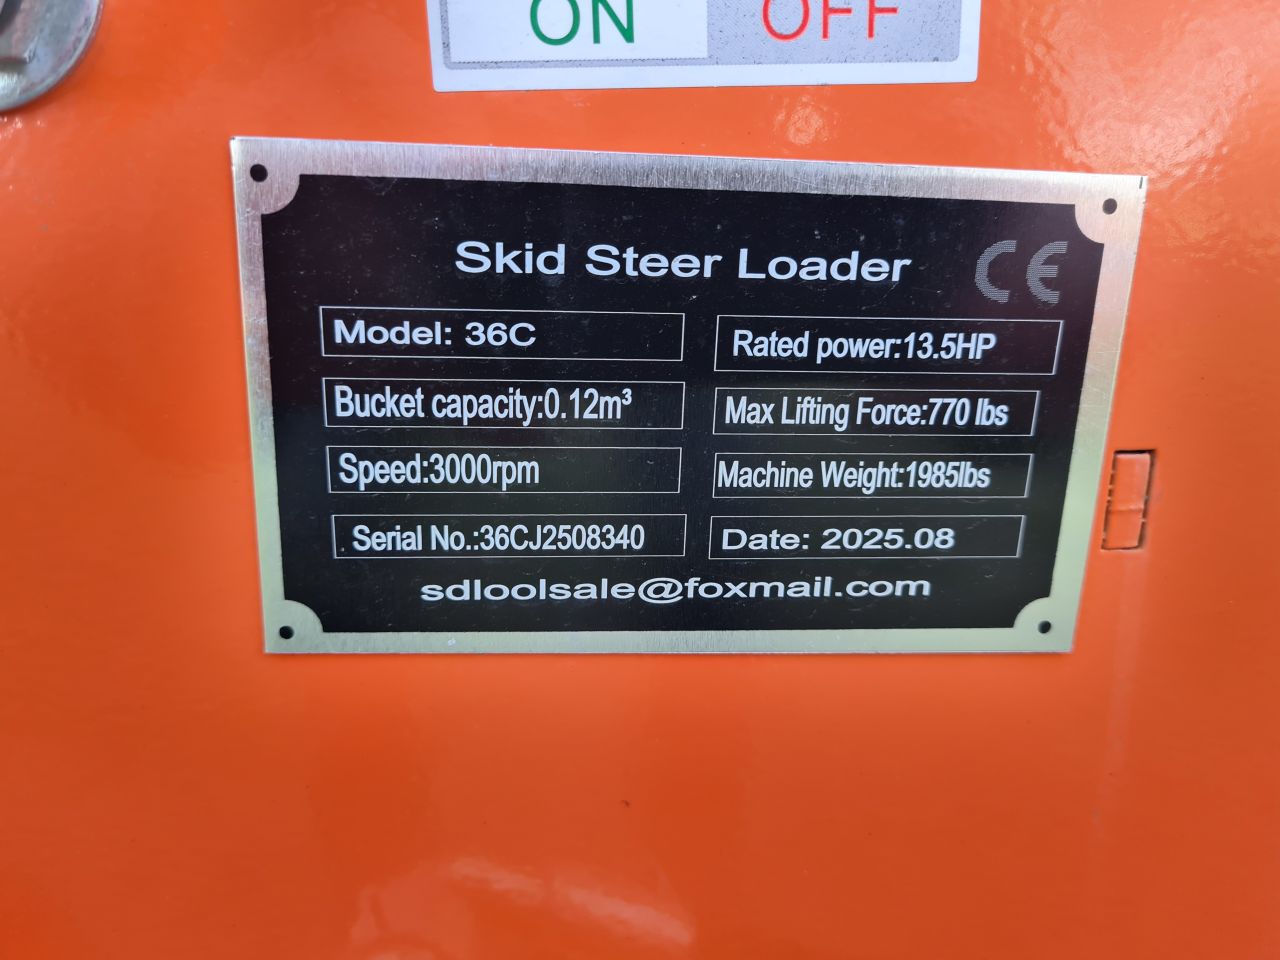 ON OFF
Skid Steer Loader CE
Model: 36C
Rated power:13.5HP
Bucket capacity:0.12m³
Max Lifting Force:770 lbs
Speed:3000rpm
Machine Weight:1985lbs
Serial No.:36CJ2508340
Date: 2025.08
sdloolsale@foxmail.com